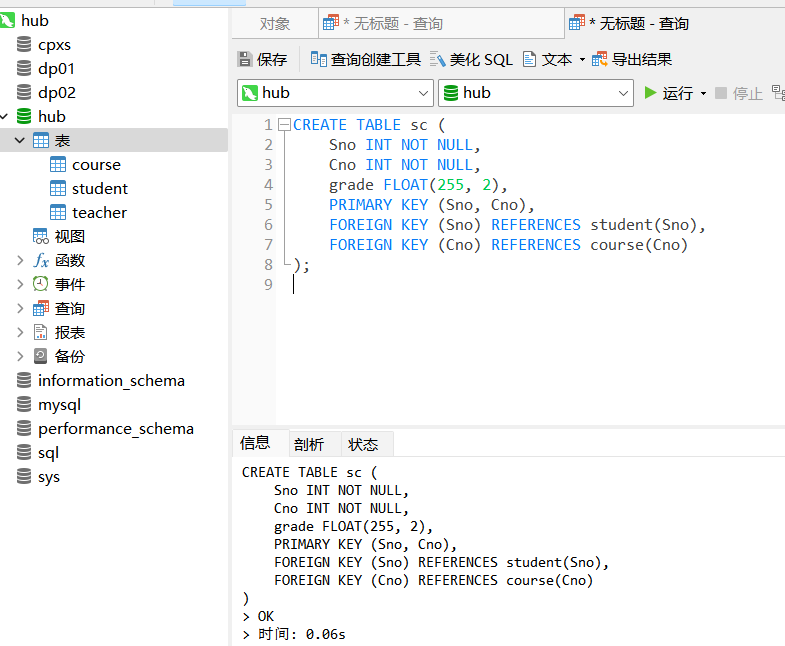 hub
cpxs
dp01
dp02
hub
表
course
student
teacher
视图
函数
事件
查询
报表
备份
information_schema
mysql
performance_schema
sql
sys
对象
* 无标题 - 查询
* 无标题 - 查询
保存 查询创建工具 美化 SQL 文本 导出结果
hub hub 运行 停止
1 CREATE TABLE sc (
2 Sno INT NOT NULL,
3 Cno INT NOT NULL,
4 grade FLOAT(255, 2),
5 PRIMARY KEY (Sno, Cno),
6 FOREIGN KEY (Sno) REFERENCES student(Sno),
7 FOREIGN KEY (Cno) REFERENCES course(Cno)
8 );
9
信息 剖析 状态
CREATE TABLE sc (
Sno INT NOT NULL,
Cno INT NOT NULL,
grade FLOAT(255, 2),
PRIMARY KEY (Sno, Cno),
FOREIGN KEY (Sno) REFERENCES student(Sno),
FOREIGN KEY (Cno) REFERENCES course(Cno)
)
> OK
> 时间: 0.06s